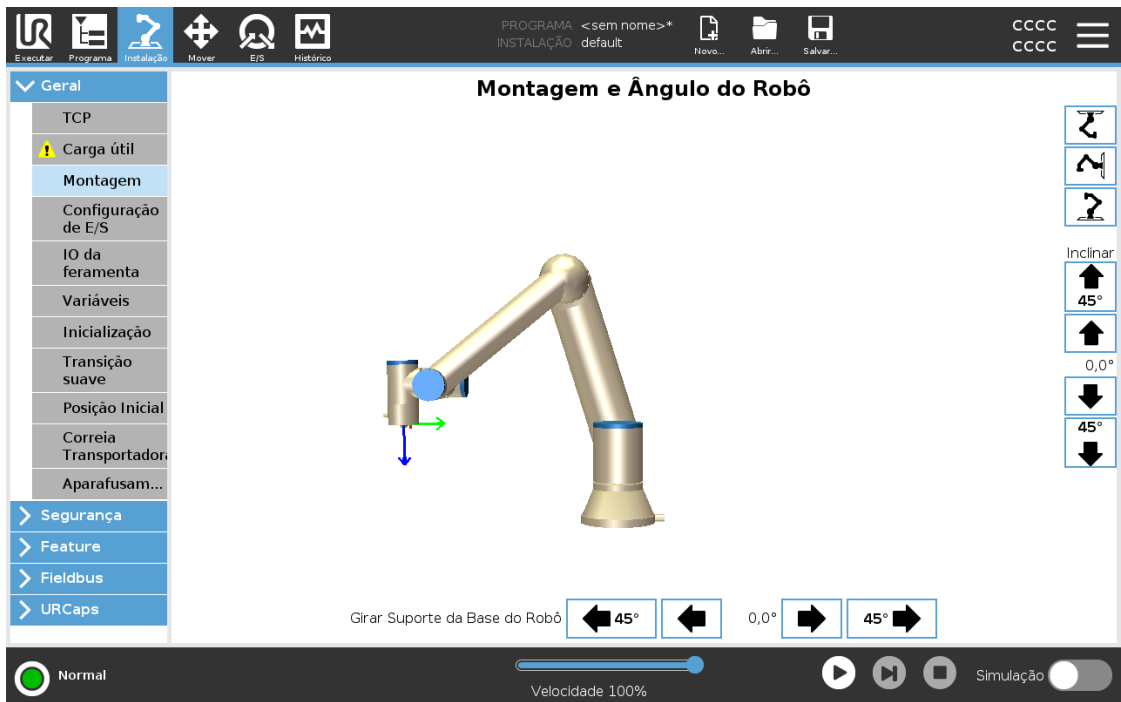 PROGRAMA <sem nome>*
INSTALAÇÃO default
CCCC
CCCC
Executar
Programa
Instalação
Mover
E/S
Histórico
Novo...
Abrir...
Salvar...
Geral
TCP
Carga útil
Montagem
Configuração
de E/S
IO da
feramenta
Variáveis
Inicialização
Transição
suave
Posição Inicial
Correia
Transportadora
Aparafusam...
Segurança
Feature
Fieldbus
URCaps
Montagem e Ângulo do Robô
Inclinar
45°
0,0°
45°
Girar Suporte da Base do Robô 45° 0,0° 45°
Normal
Velocidade 100%
Simulação